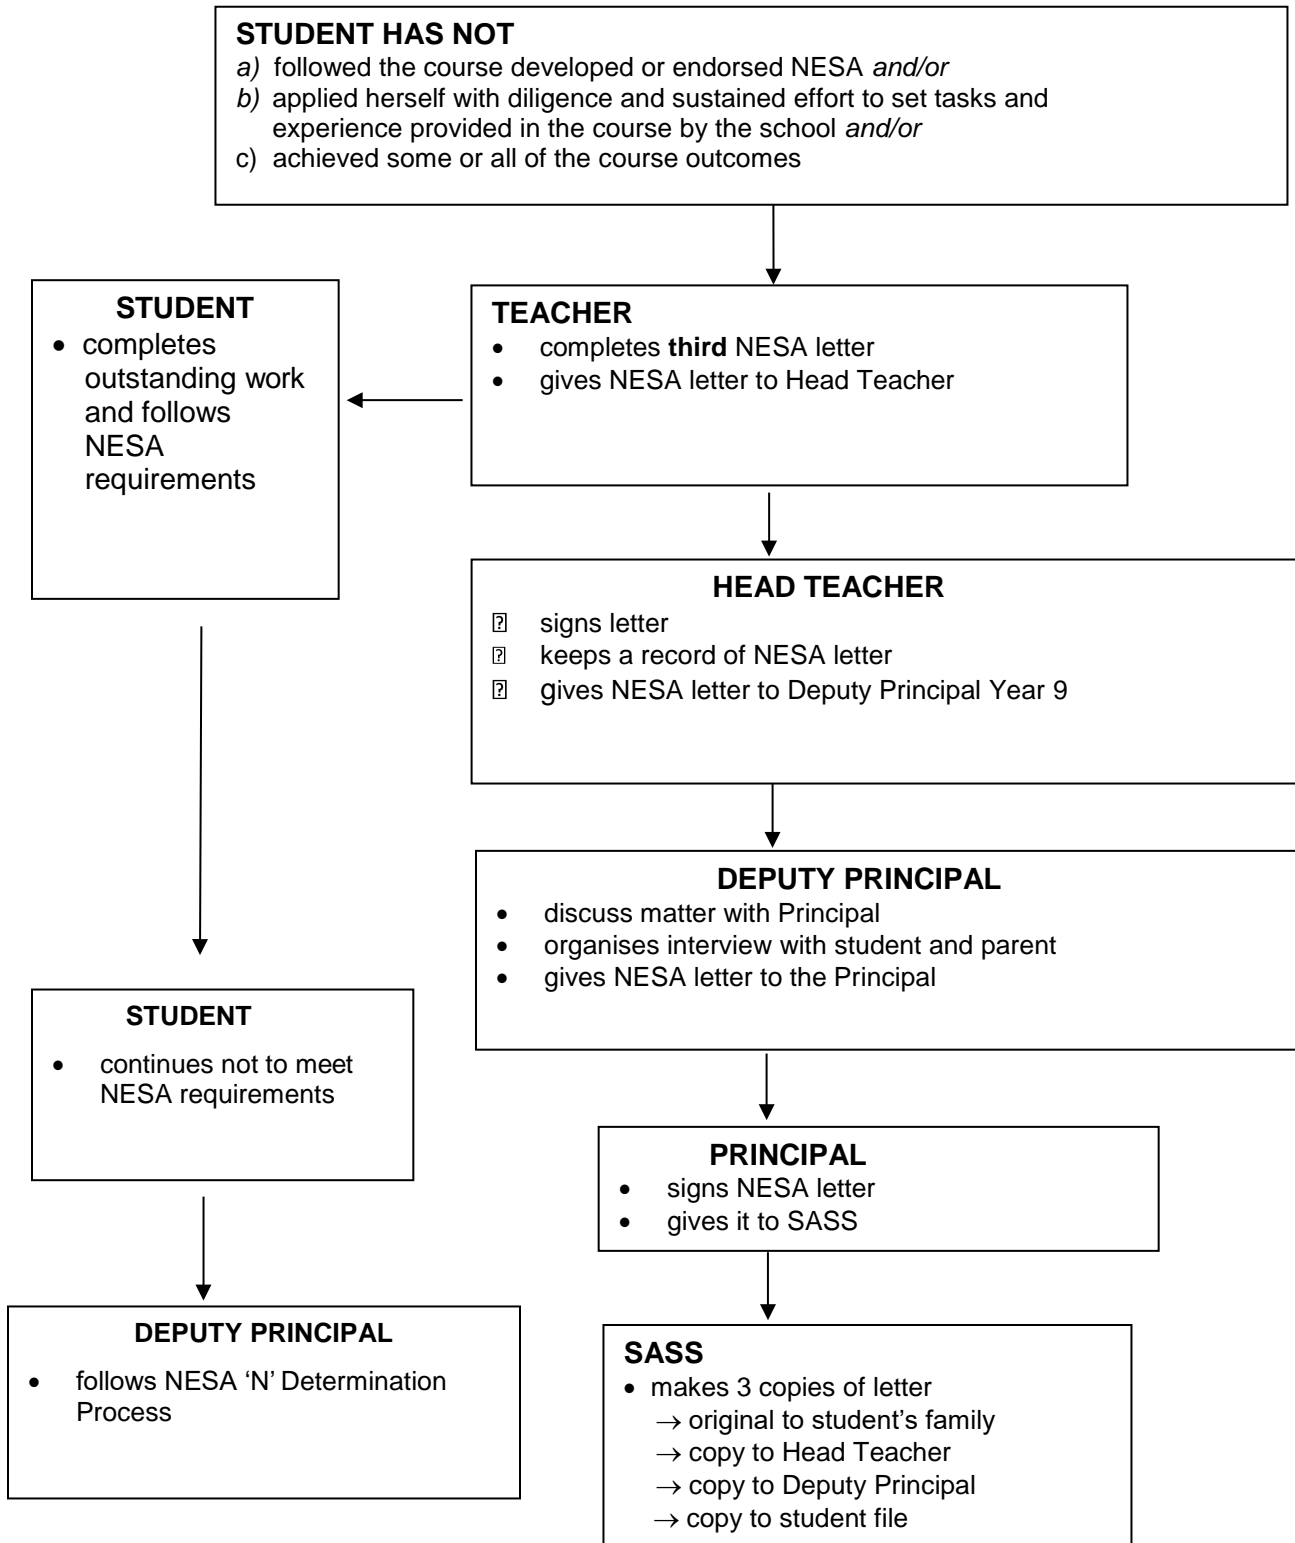 STUDENT HAS NOT
a) followed the course developed or endorsed NESA and/or
b) applied herself with diligence and sustained effort to set tasks and
experience provided in the course by the school and/or
c) achieved some or all of the course outcomes
STUDENT
• completes
outstanding work
and follows
NESA
requirements
TEACHER
• completes third NESA letter
• gives NESA letter to Head Teacher
HEAD TEACHER
⍰ signs letter
⍰ keeps a record of NESA letter
⍰ gives NESA letter to Deputy Principal Year 9
DEPUTY PRINCIPAL
• discuss matter with Principal
• organises interview with student and parent
• gives NESA letter to the Principal
STUDENT
• continues not to meet
NESA requirements
PRINCIPAL
• signs NESA letter
• gives it to SASS
DEPUTY PRINCIPAL
• follows NESA ‘N’ Determination
Process
SASS
• makes 3 copies of letter
→ original to student’s family
→ copy to Head Teacher
→ copy to Deputy Principal
→ copy to student file